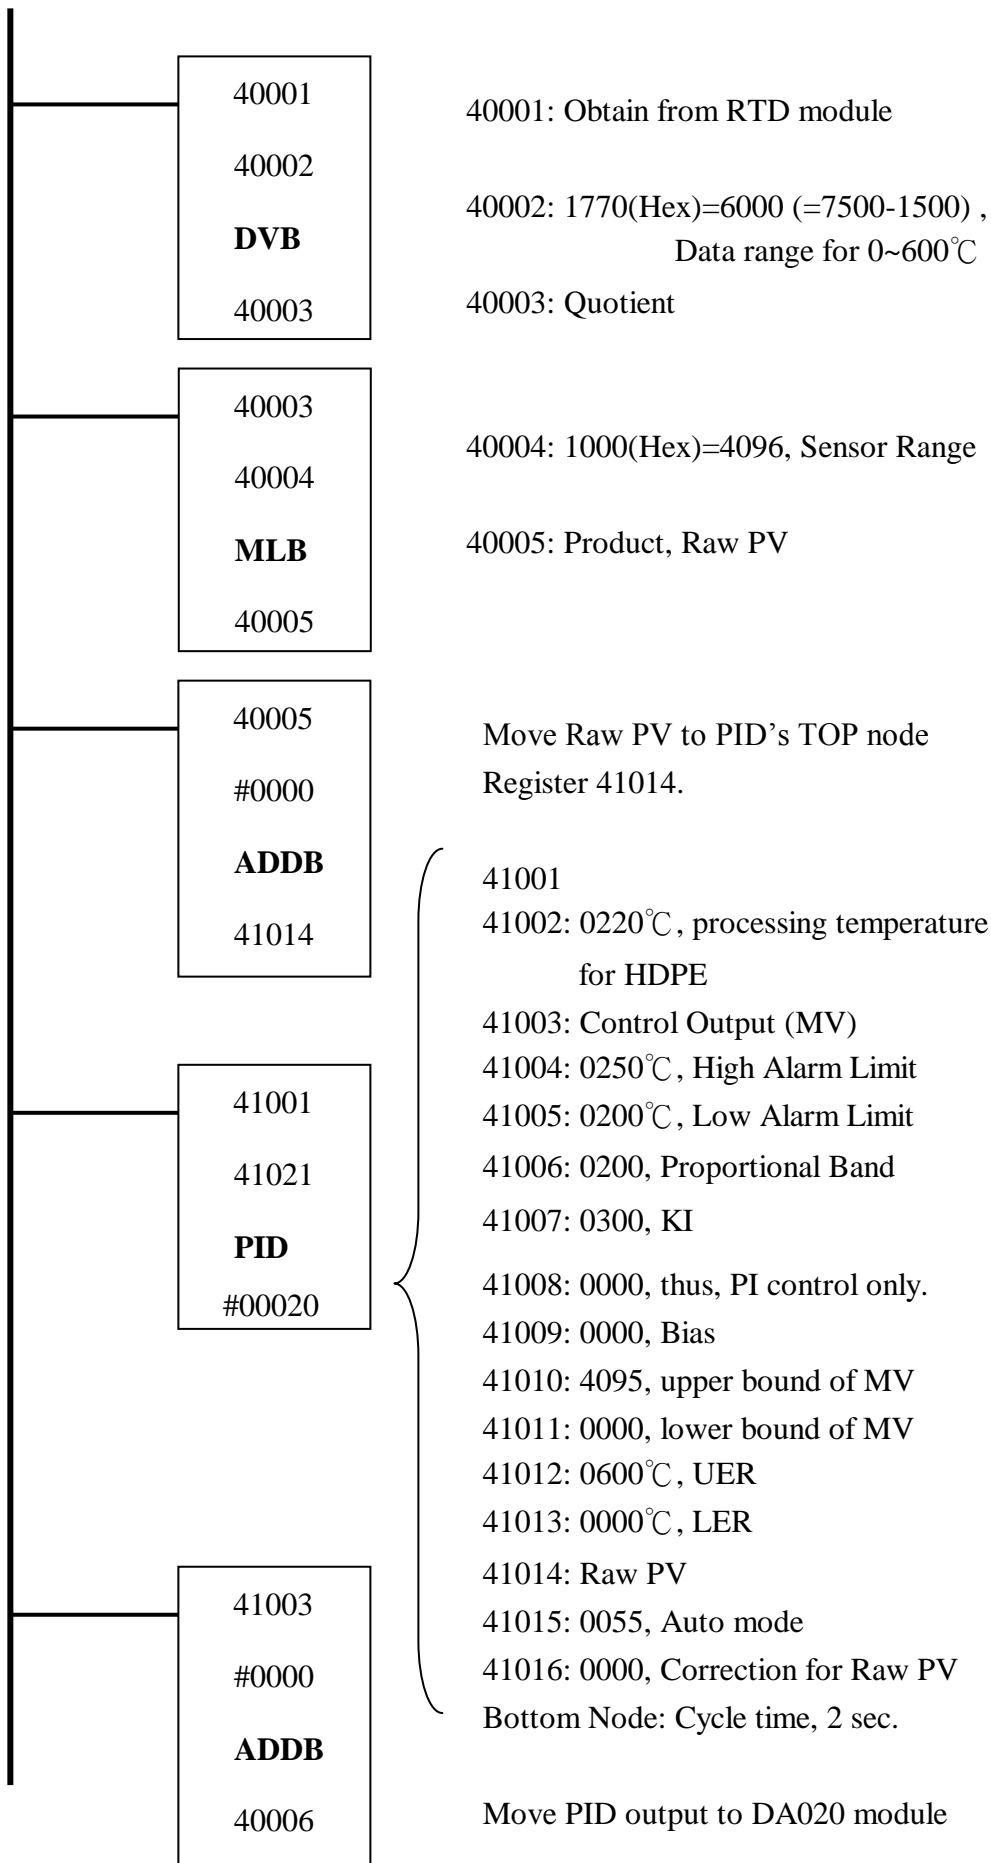 40001
40002
DVB
40003
40001: Obtain from RTD module
40002: 1770(Hex)=6000 (=7500-1500) ,
Data range for 0~600℃
40003: Quotient
40003
40004
MLB
40005
40004: 1000(Hex)=4096, Sensor Range
40005: Product, Raw PV
40005
#0000
ADDB
41014
Move Raw PV to PID’s TOP node
Register 41014.
41001
41021
PID
#00020
41001
41002: 0220℃, processing temperature
for HDPE
41003: Control Output (MV)
41004: 0250℃, High Alarm Limit
41005: 0200℃, Low Alarm Limit
41006: 0200, Proportional Band
41007: 0300, KI
41008: 0000, thus, PI control only.
41009: 0000, Bias
41010: 4095, upper bound of MV
41011: 0000, lower bound of MV
41012: 0600℃, UER
41013: 0000℃, LER
41014: Raw PV
41015: 0055, Auto mode
41016: 0000, Correction for Raw PV
Bottom Node: Cycle time, 2 sec.
41003
#0000
ADDB
40006
Move PID output to DA020 module